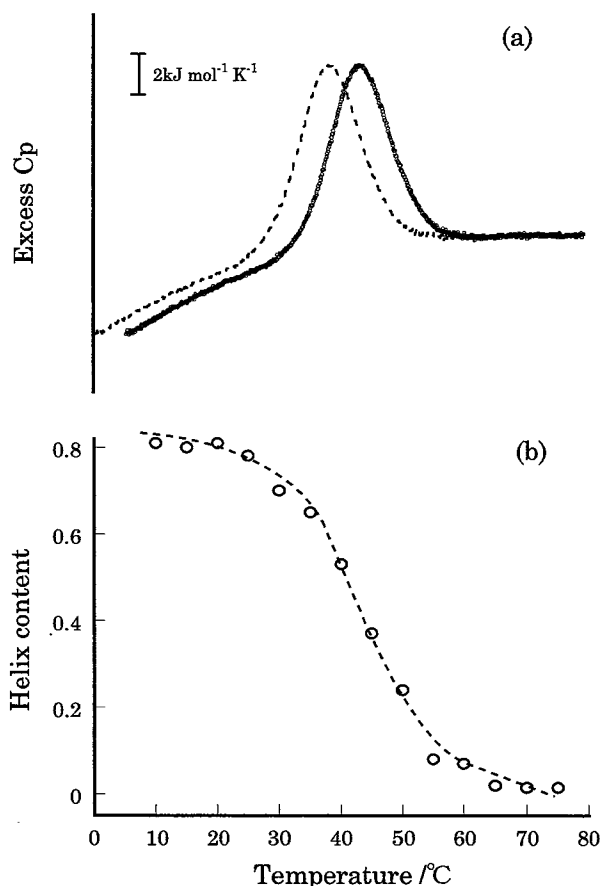 (a)
2kJ mol⁻¹ K⁻¹
Excess Cp
(b)
0.8
0.6
0.4
0.2
0
Helix content
0 10 20 30 40 50 60 70 80
Temperature /℃